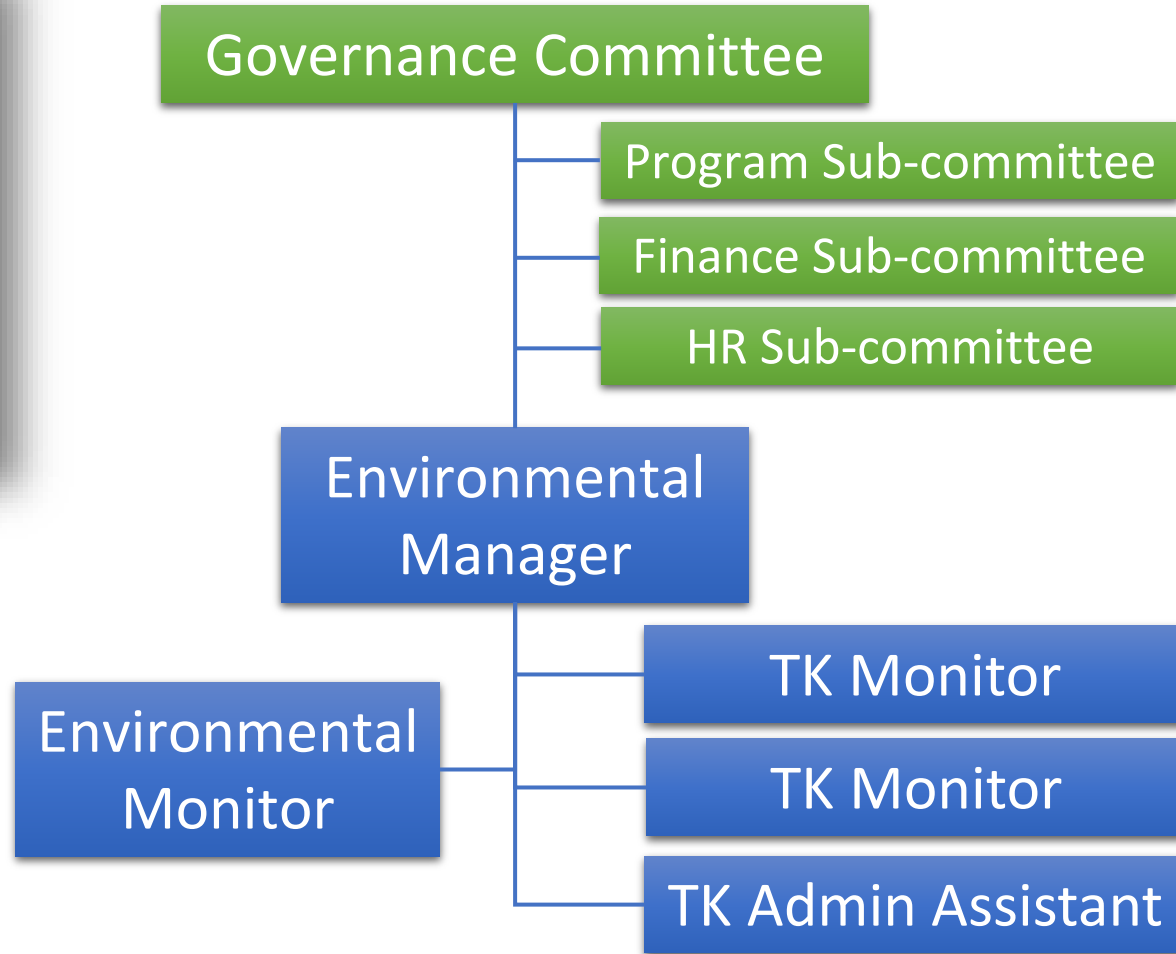 Governance Committee
Program Sub-committee
Finance Sub-committee
HR Sub-committee
Environmental
Manager
TK Monitor
Environmental
Monitor
TK Monitor
TK Admin Assistant